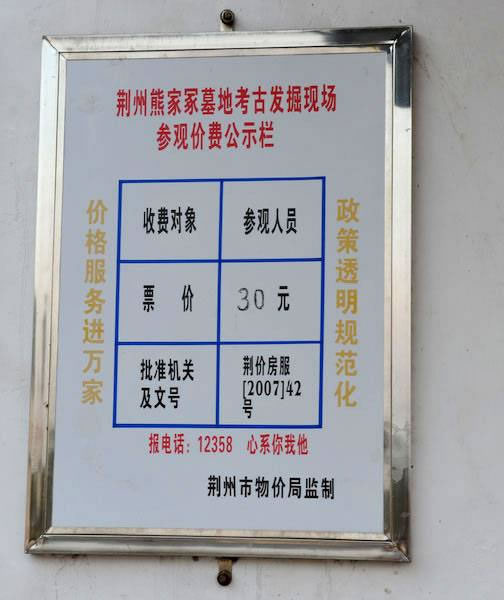 荆州熊家冢墓地考古发掘现场
参观价费公示栏
价格服务进万家
收费对象 参观人员
票 价 30 元
批准机关及文号 荆价房服[2007]42号
政策透明规范化
报电话：12358 心系你我他
荆州市物价局监制